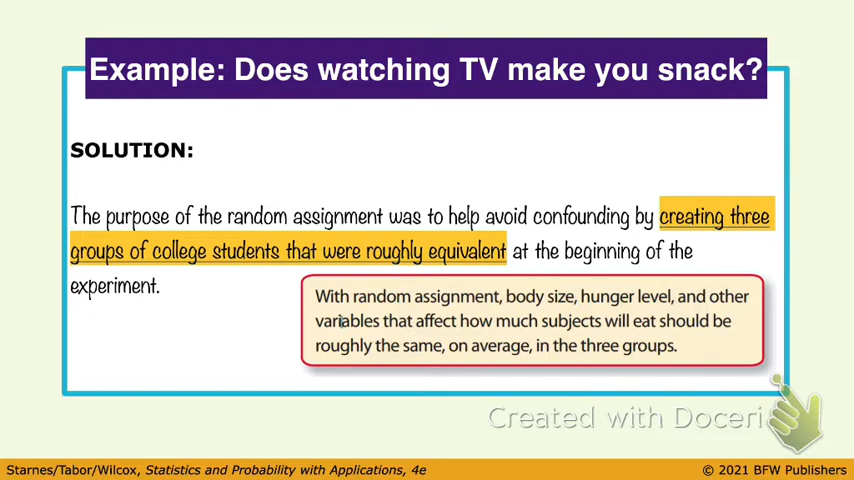 Example: Does watching TV make you snack?
SOLUTION:
The purpose of the random assignment was to help avoid confounding by creating three
groups of college students that were roughly equivalent at the beginning of the
experiment.
With random assignment, body size, hunger level, and other
variables that affect how much subjects will eat should be
roughly the same, on average, in the three groups.
Created with Doceri
Starnes/Tabor/Wilcox, Statistics and Probability with Applications, 4e
© 2021 BFW Publishers